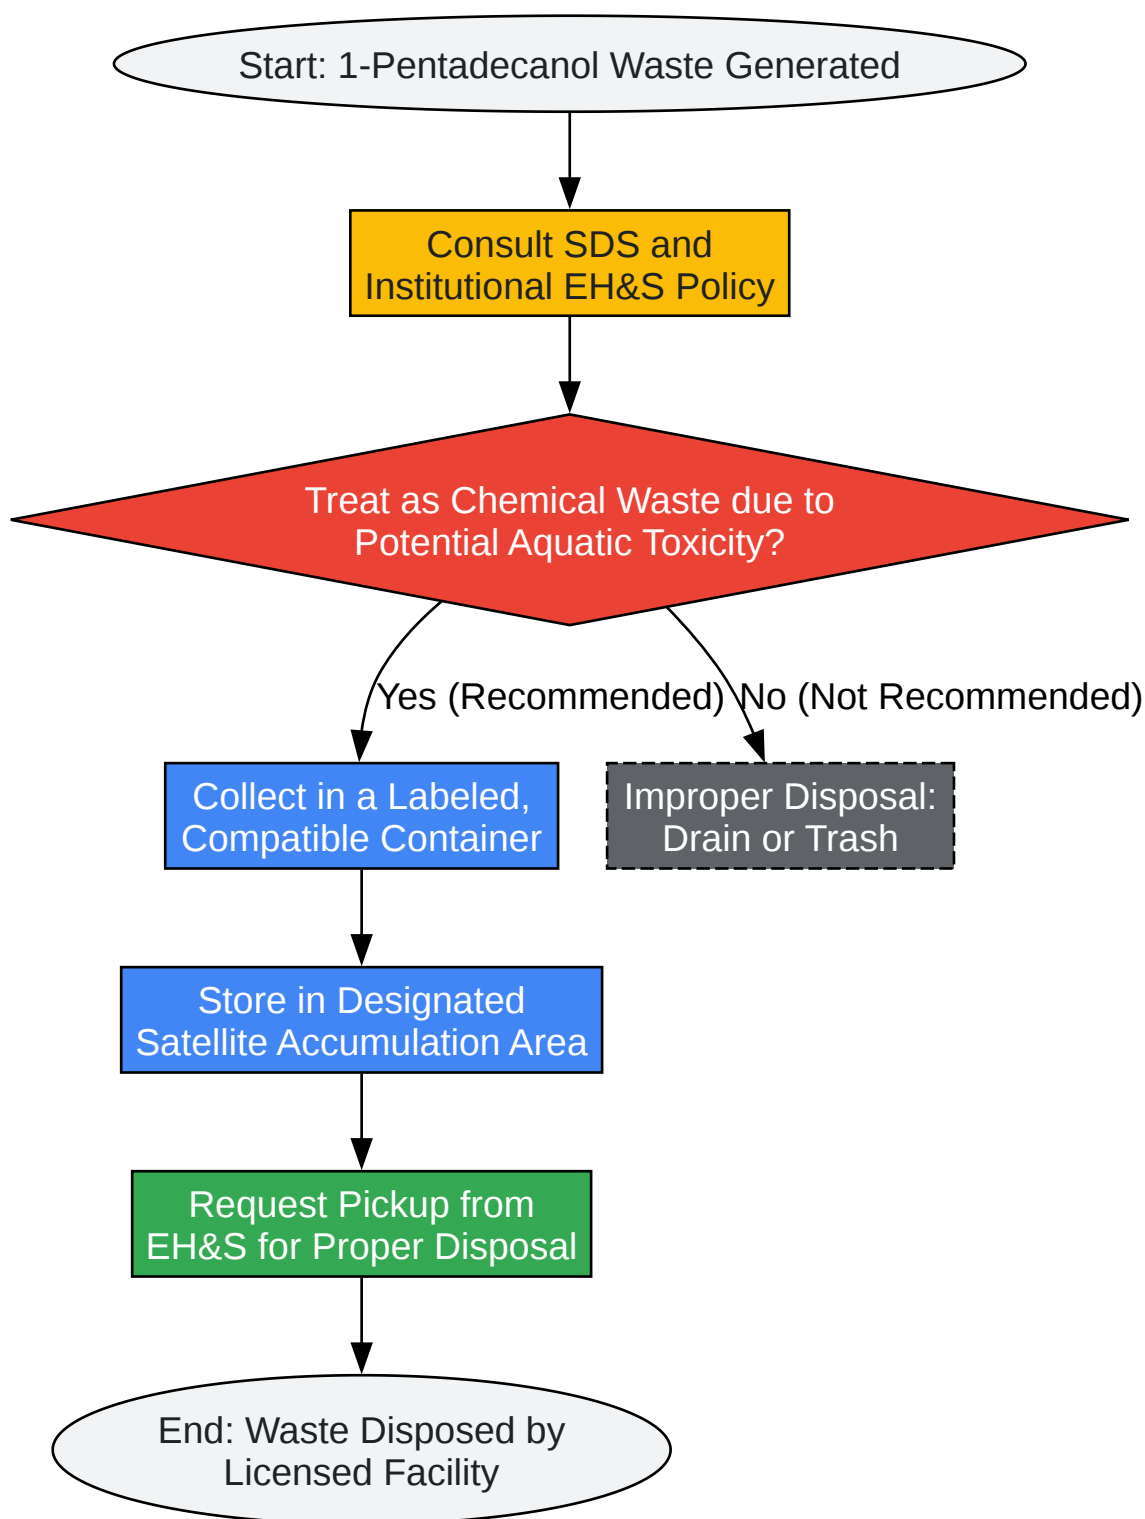 Start: 1-Pentadecanol Waste Generated
Consult SDS and
Institutional EH&S Policy
Treat as Chemical Waste due to
Potential Aquatic Toxicity?
Yes (Recommended)
No (Not Recommended)
Collect in a Labeled,
Compatible Container
Improper Disposal:
Drain or Trash
Store in Designated
Satellite Accumulation Area
Request Pickup from
EH&S for Proper Disposal
End: Waste Disposed by
Licensed Facility